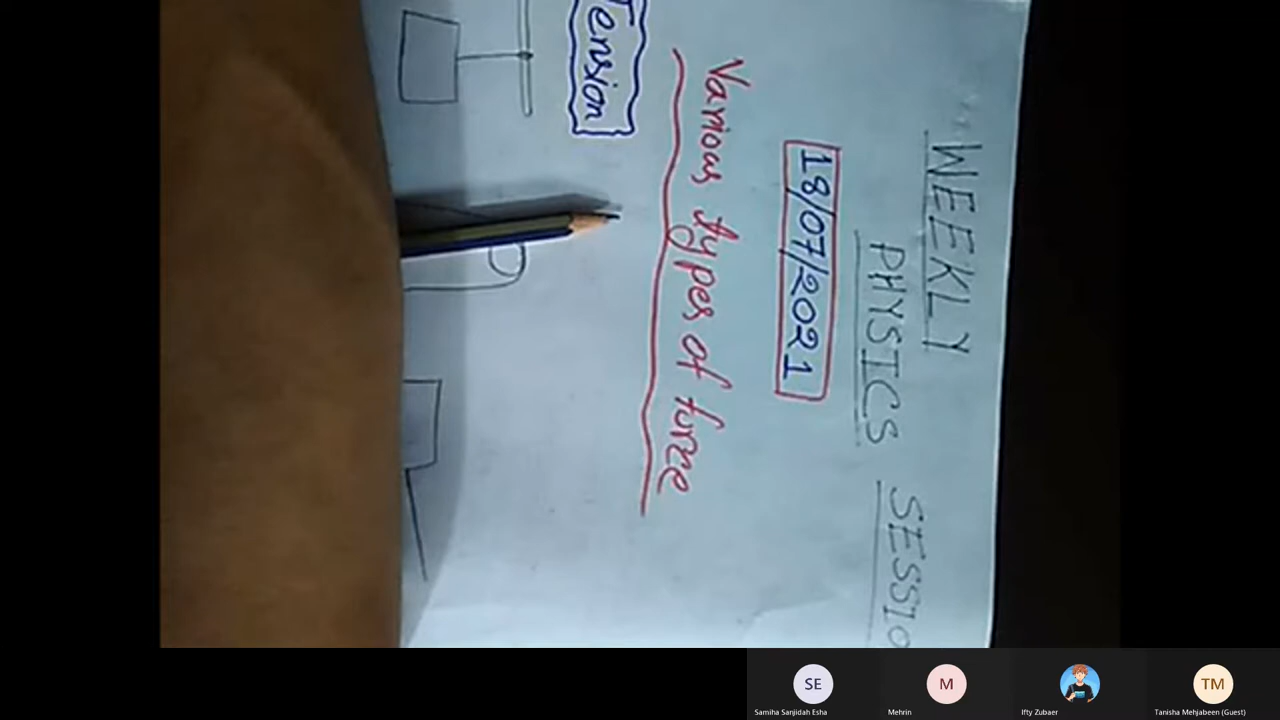 WEEKLY
PHYSICS SESSIO
18/07/2021
Various types of force
Tension
SE
M
TM
Samiha Sanjidah Esha
Mehrin
Ifty Zubaer
Tanisha Mehjabeen (Guest)